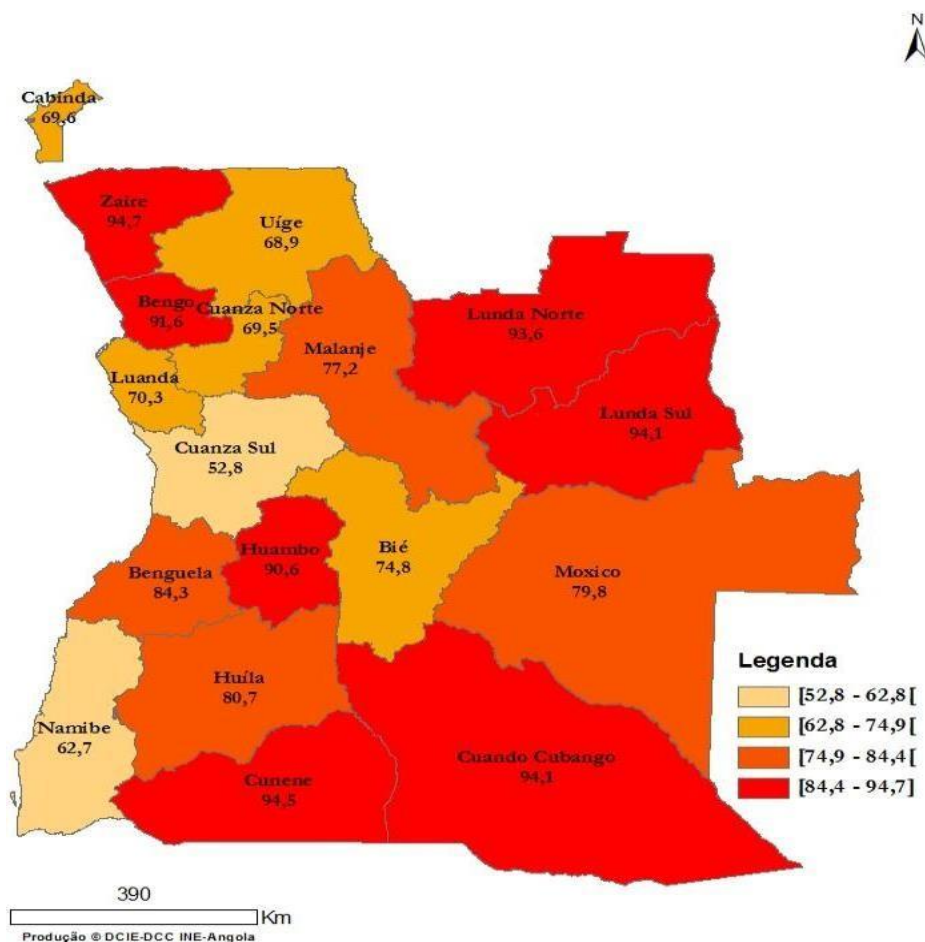 N
Cabinda
69,6
Zaire
94,7
Uíge
68,9
Bengo
91,6
Cuanza Norte
69,5
Lunda Norte
93,6
Malanje
77,2
Luanda
70,3
Lunda Sul
94,1
Cuanza Sul
52,8
Huambo
90,6
Bié
74,8
Benguela
84,3
Moxico
79,8
Huíla
80,7
Namibe
62,7
Cuando Cubango
94,1
Cunene
94,5
Legenda
[52,8 - 62,8[
[62,8 - 74,9[
[74,9 - 84,4[
[84,4 - 94,7]
390
Km
Produção © DCIE-DCC INE-Angola